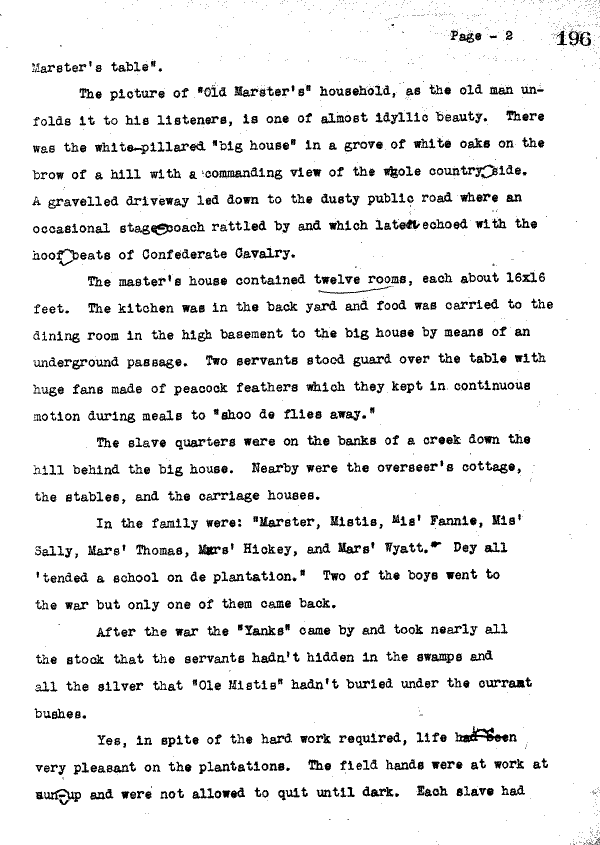 Page - 2 196
Marster's table".
The picture of "Old Marster's" household, as the old man un-
folds it to his listeners, is one of almost idyllic beauty. There
was the white-pillared "big house" in a grove of white oaks on the
brow of a hill with a commanding view of the whole country side.
A gravelled driveway led down to the dusty public road where an
occasional stage-coach rattled by and which later echoed with the
hoof beats of Confederate Cavalry.
The master's house contained twelve rooms, each about 16x16
feet. The kitchen was in the back yard and food was carried to the
dining room in the high basement to the big house by means of an
underground passage. Two servants stood guard over the table with
huge fans made of peacock feathers which they kept in continuous
motion during meals to "shoo de flies away."
The slave quarters were on the banks of a creek down the
hill behind the big house. Nearby were the overseer's cottage,
the stables, and the carriage houses.
In the family were: "Marster, Mistis, Mis' Fannie, Mis'
Sally, Mars' Thomas, Mars' Hickey, and Mars' Wyatt. Dey all
'tended a school on de plantation." Two of the boys went to
the war but only one of them came back.
After the war the "Yanks" came by and took nearly all
the stock that the servants hadn't hidden in the swamps and
all the silver that "Ole Mistis" hadn't buried under the currant
bushes.
Yes, in spite of the hard work required, life had been
very pleasant on the plantations. The field hands were at work at
sun-up and were not allowed to quit until dark. Each slave had